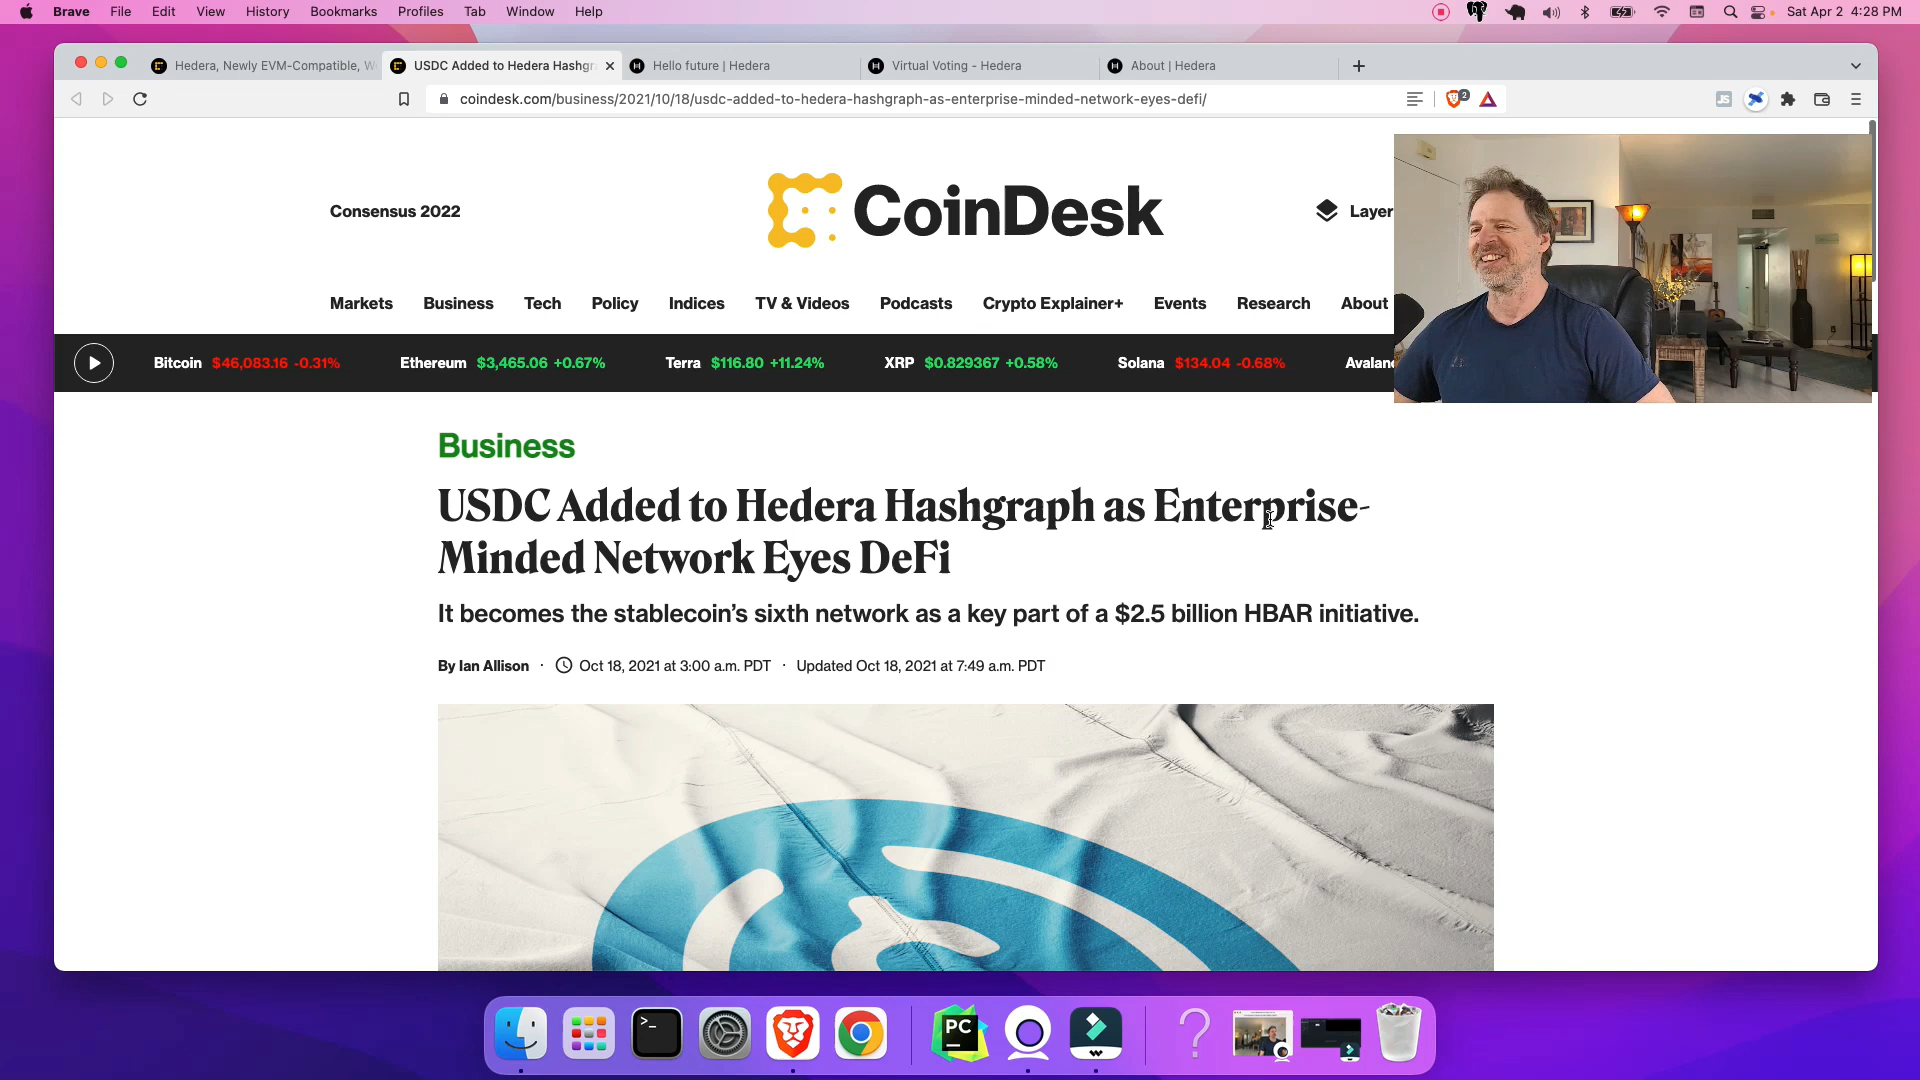 Brave File Edit View History Bookmarks Profiles Tab Window Help
Sat Apr 2 4:28 PM
Hedera, Newly EVM-Compatible, W
USDC Added to Hedera Hashgr
Hello future | Hedera
Virtual Voting - Hedera
About | Hedera
coindesk.com/business/2021/10/18/usdc-added-to-hedera-hashgraph-as-enterprise-minded-network-eyes-defi/
2
JS
Consensus 2022
CoinDesk
Layer
Markets Business Tech Policy Indices TV & Videos Podcasts Crypto Explainer+ Events Research About
Bitcoin $46,083.16 -0.31% Ethereum $3,465.06 +0.67% Terra $116.80 +11.24% XRP $0.829367 +0.58% Solana $134.04 -0.68% Avalanc
Business
USDC Added to Hedera Hashgraph as Enterprise-
Minded Network Eyes DeFi
It becomes the stablecoin's sixth network as a key part of a $2.5 billion HBAR initiative.
By Ian Allison · Oct 18, 2021 at 3:00 a.m. PDT · Updated Oct 18, 2021 at 7:49 a.m. PDT
PC